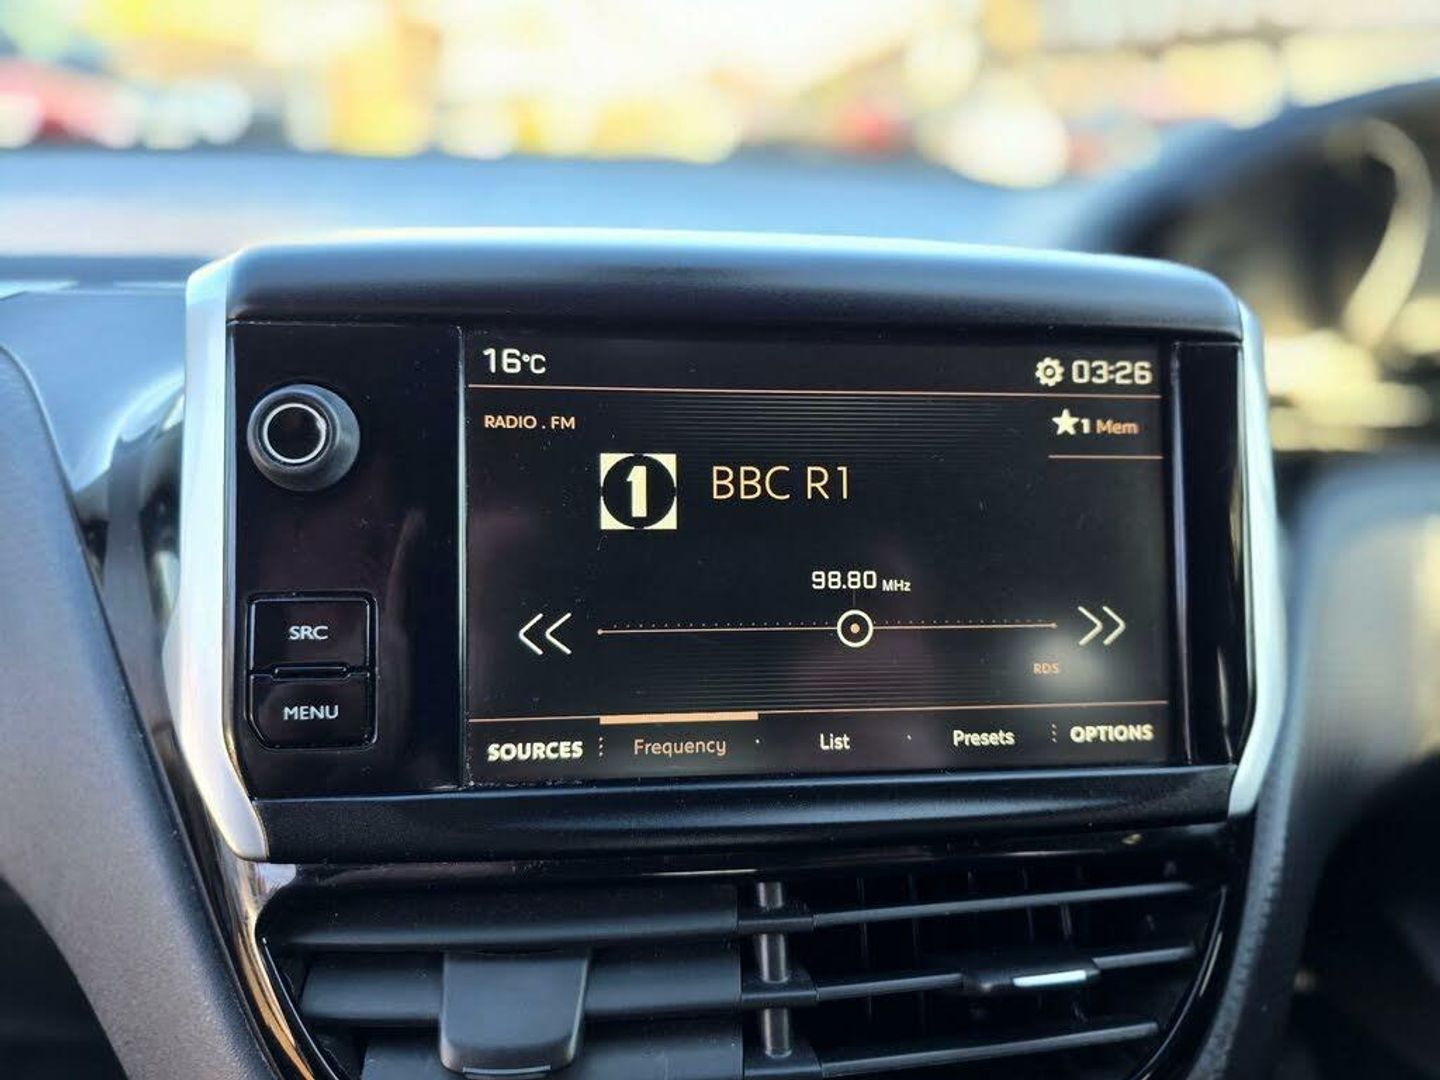 16°C
03:26
RADIO . FM
★1 Mem
1
BBC R1
98.80 MHz
SRC
RDS
MENU
SOURCES
Frequency
List
Presets
OPTIONS